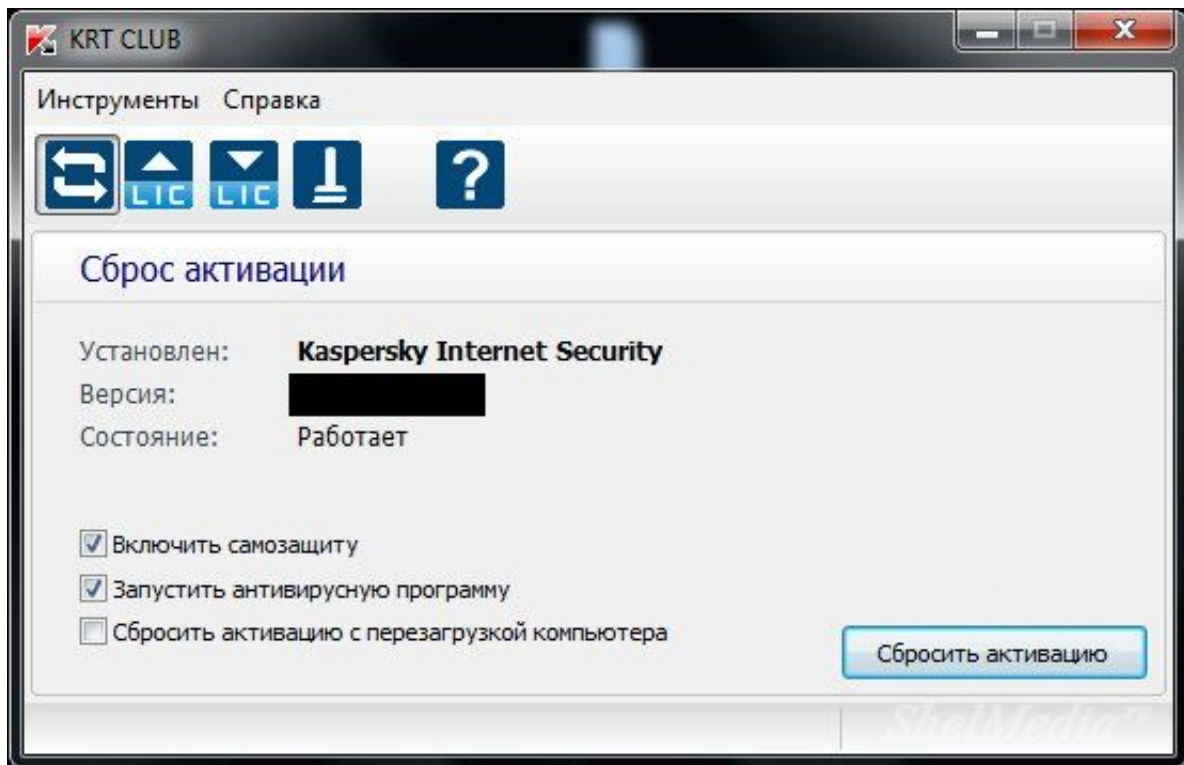 KRT CLUB
Инструменты Справка
LIC LIC ?
Сброс активации
Установлен: Kaspersky Internet Security
Версия:
Состояние: Работает
Включить самозащиту
Запустить антивирусную программу
Сбросить активацию с перезагрузкой компьютера
Сбросить активацию
ShelMedia™